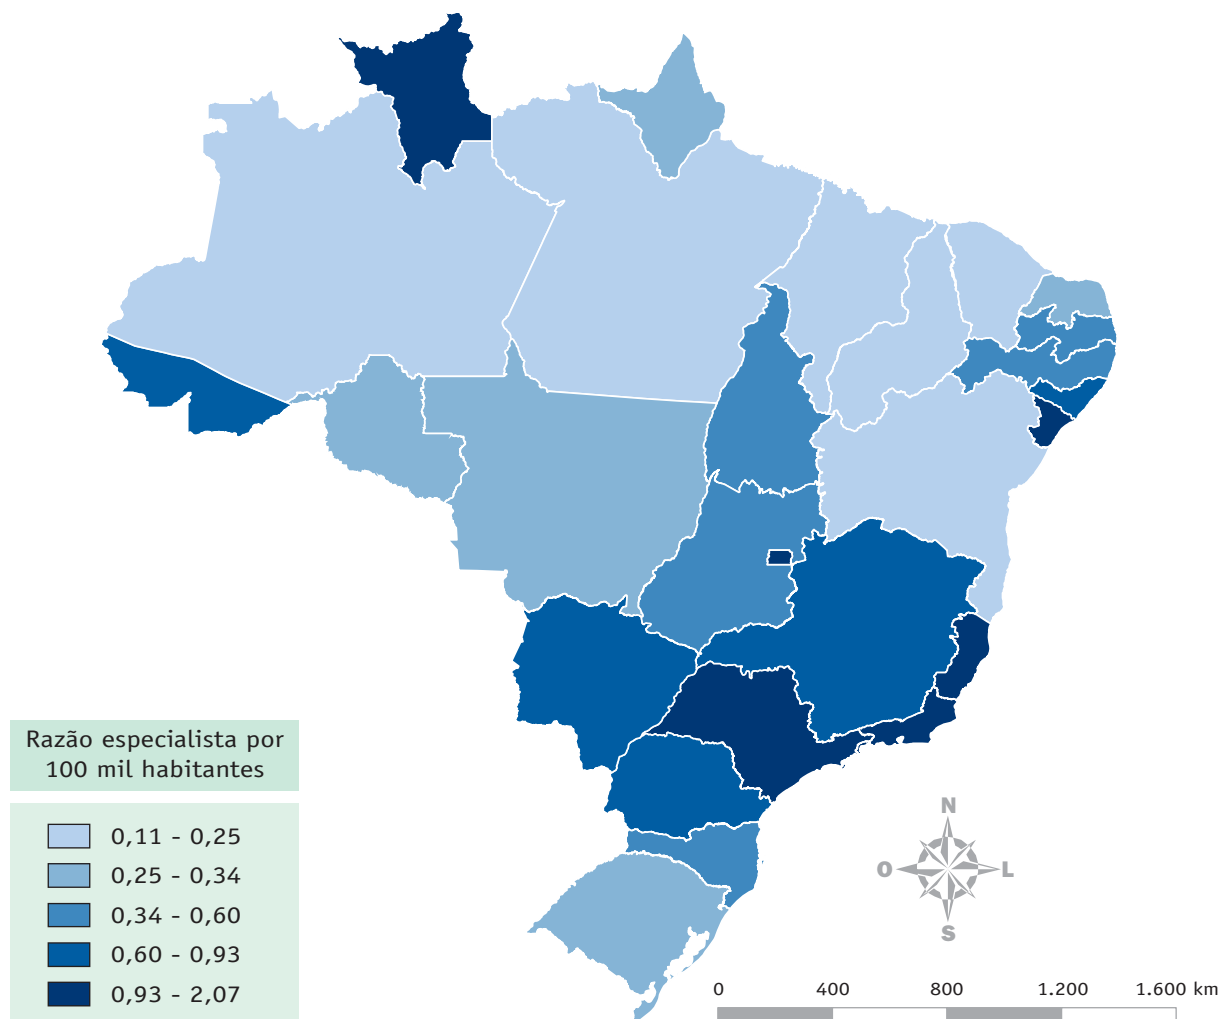 Razão especialista por
100 mil habitantes
0,11 - 0,25
0,25 - 0,34
0,34 - 0,60
0,60 - 0,93
0,93 - 2,07
N
O
L
S
0 400 800 1.200 1.600 km